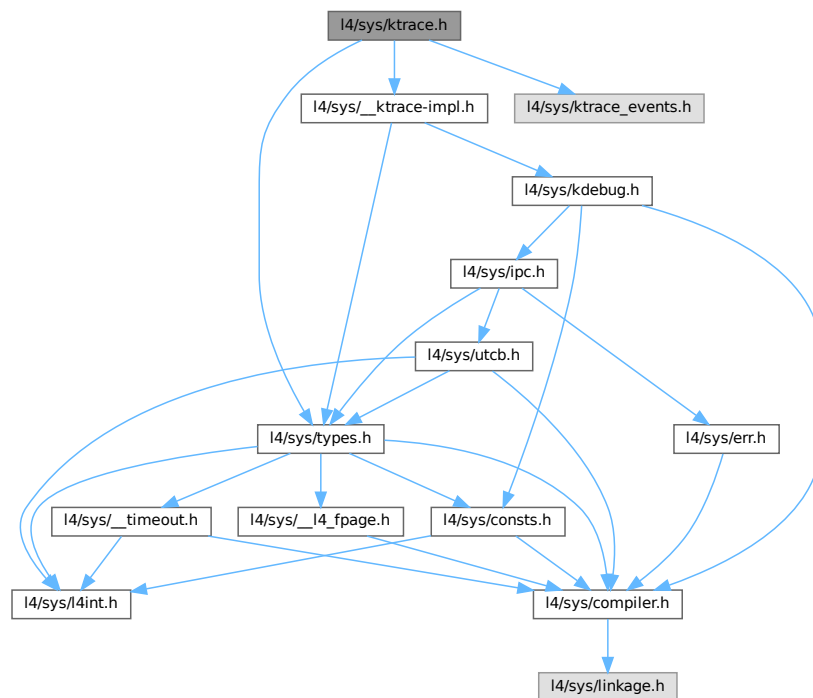 l4/sys/ktrace.h
l4/sys/__ktrace-impl.h
l4/sys/ktrace_events.h
l4/sys/kdebug.h
l4/sys/ipc.h
l4/sys/utcb.h
l4/sys/types.h
l4/sys/err.h
l4/sys/__timeout.h
l4/sys/__l4_fpage.h
l4/sys/consts.h
l4/sys/l4int.h
l4/sys/compiler.h
l4/sys/linkage.h